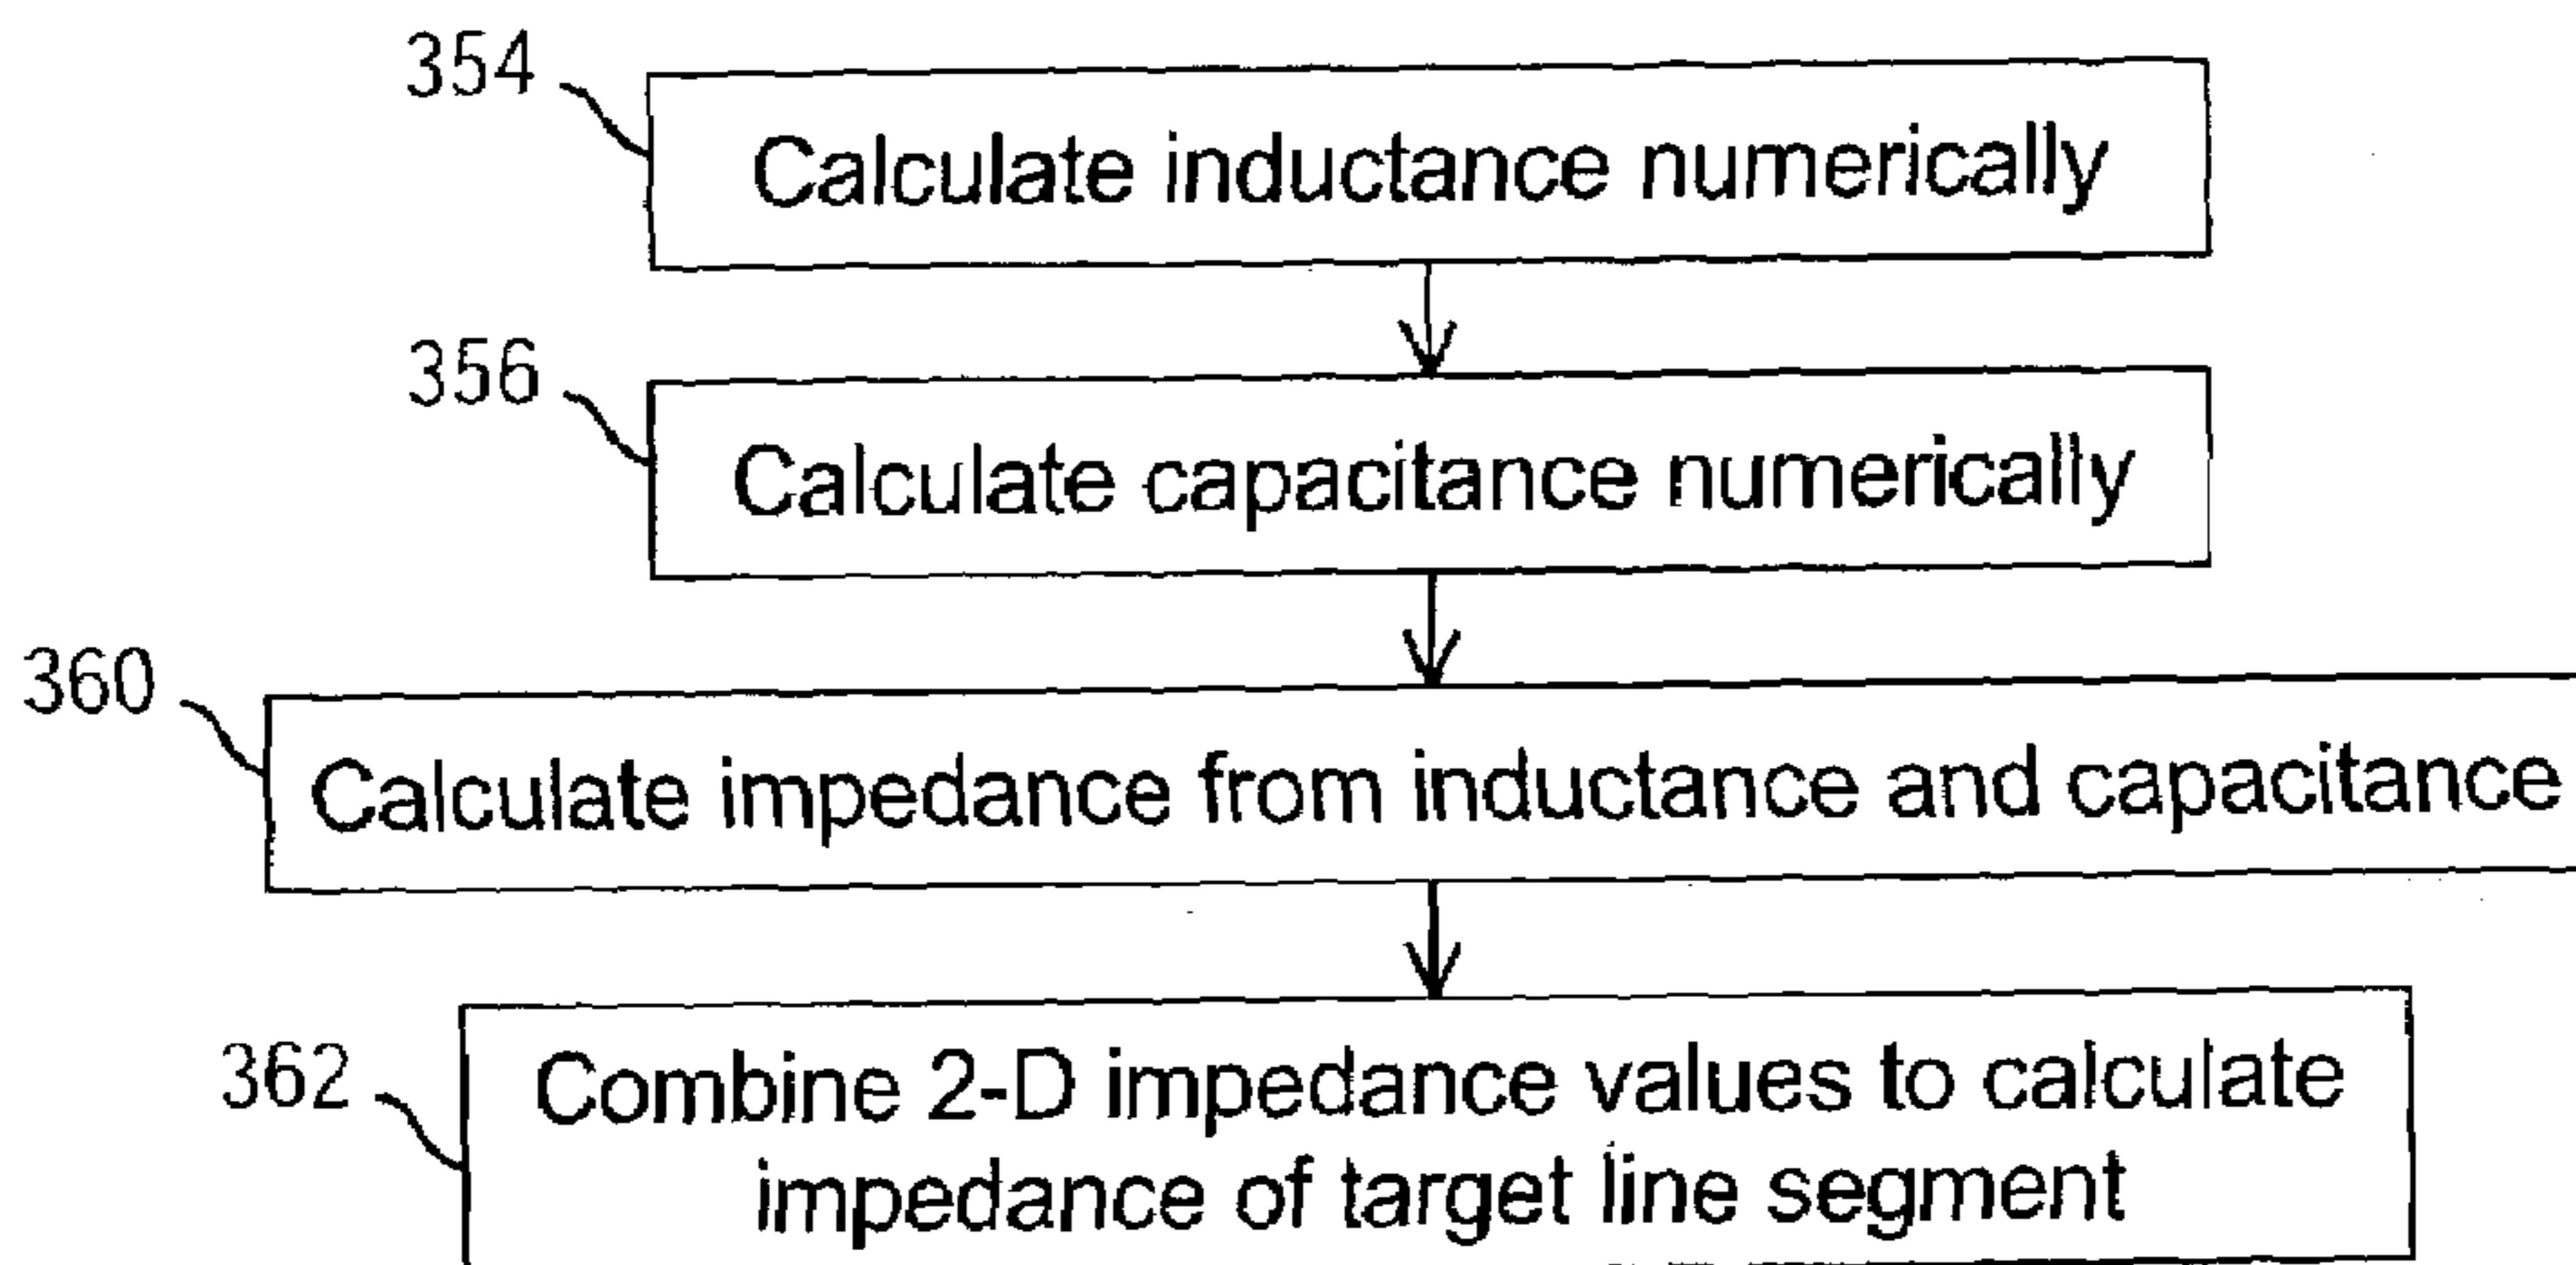 354
Calculate inductance numerically
356
Calculate capacitance numerically
360
Calculate impedance from inductance and capacitance
362
Combine 2-D impedance values to calculate
impedance of target line segment